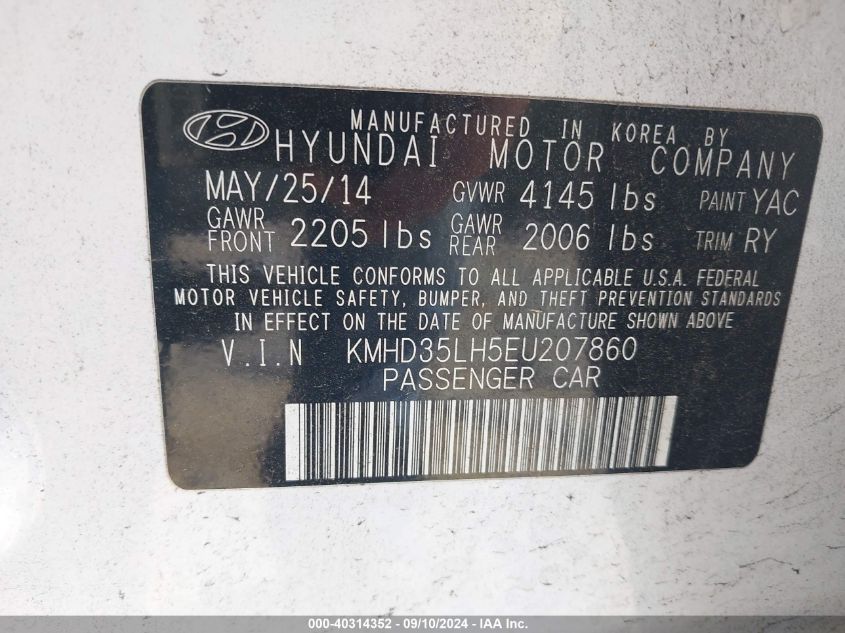 MANUFACTURED IN KOREA BY
HYUNDAI MOTOR COMPANY
MAY/25/14 GVWR 4145 lbs PAINT YAC
GAWR FRONT 2205 lbs GAWR REAR 2006 lbs TRIM RY
THIS VEHICLE CONFORMS TO ALL APPLICABLE U.S.A. FEDERAL
MOTOR VEHICLE SAFETY, BUMPER, AND THEFT PREVENTION STANDARDS
IN EFFECT ON THE DATE OF MANUFACTURE SHOWN ABOVE
V.I.N KMHD35LH5EU207860
PASSENGER CAR
000-40314352 - 09/10/2024 - IAA Inc.